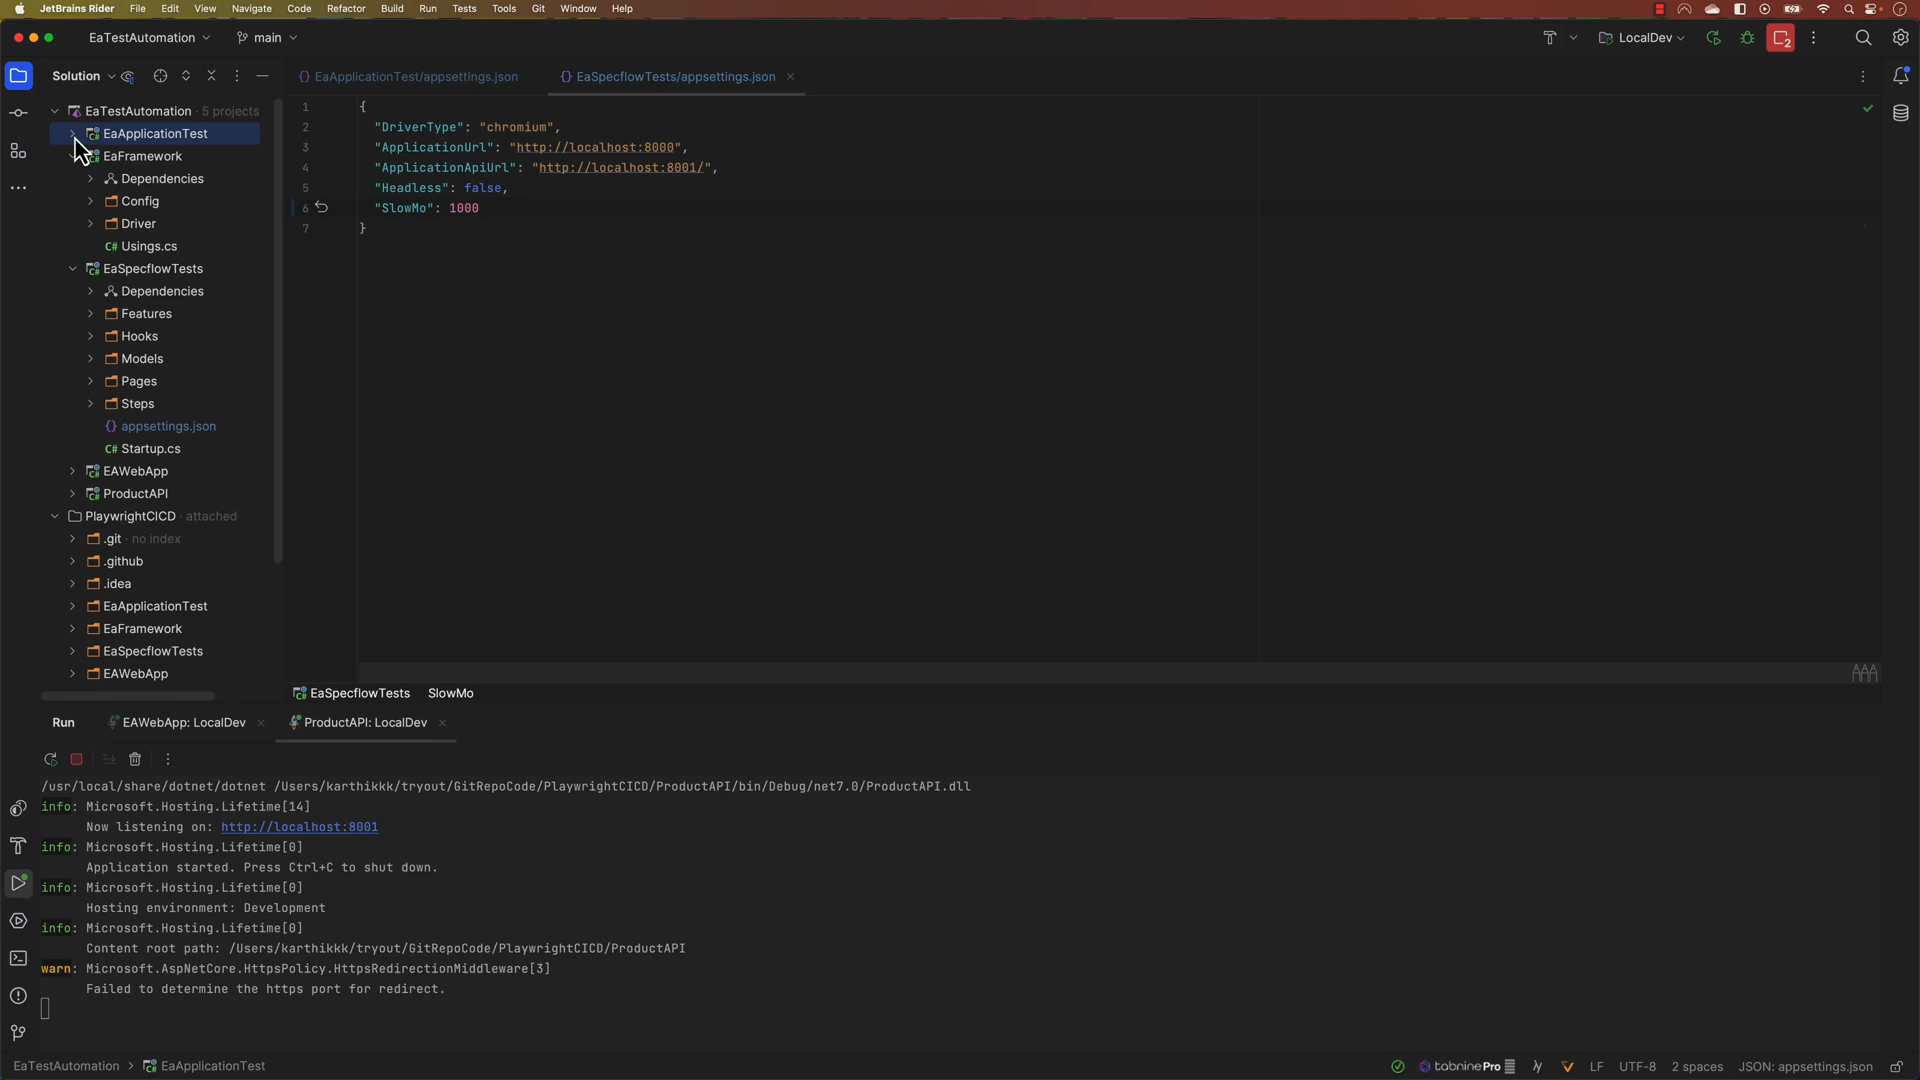 JetBrains Rider File Edit View Navigate Code Refactor Build Run Tests Tools Git Window Help
EaTestAutomation main LocalDev 2
Solution
EaApplicationTest/appsettings.json EaSpecflowTests/appsettings.json
EaTestAutomation · 5 projects
EaApplicationTest
EaFramework
Dependencies
Config
Driver
C# Usings.cs
EaSpecflowTests
Dependencies
Features
Hooks
Models
Pages
Steps
{} appsettings.json
C# Startup.cs
EAWebApp
ProductAPI
PlaywrightCICD · attached
.git · no index
.github
.idea
EaApplicationTest
EaFramework
EaSpecflowTests
EAWebApp
1 {
2 "DriverType": "chromium",
3 "ApplicationUrl": "http://localhost:8000",
4 "ApplicationApiUrl": "http://localhost:8001/",
5 "Headless": false,
6 "SlowMo": 1000
7 }
EaSpecflowTests SlowMo
Run EAWebApp: LocalDev ProductAPI: LocalDev
/usr/local/share/dotnet/dotnet /Users/karthikkk/tryout/GitRepoCode/PlaywrightCICD/ProductAPI/bin/Debug/net7.0/ProductAPI.dll
info: Microsoft.Hosting.Lifetime[14]
Now listening on: http://localhost:8001
info: Microsoft.Hosting.Lifetime[0]
Application started. Press Ctrl+C to shut down.
info: Microsoft.Hosting.Lifetime[0]
Hosting environment: Development
info: Microsoft.Hosting.Lifetime[0]
Content root path: /Users/karthikkk/tryout/GitRepoCode/PlaywrightCICD/ProductAPI
warn: Microsoft.AspNetCore.HttpsPolicy.HttpsRedirectionMiddleware[3]
Failed to determine the https port for redirect.
EaTestAutomation > EaApplicationTest tabninePro LF UTF-8 2 spaces JSON: appsettings.json